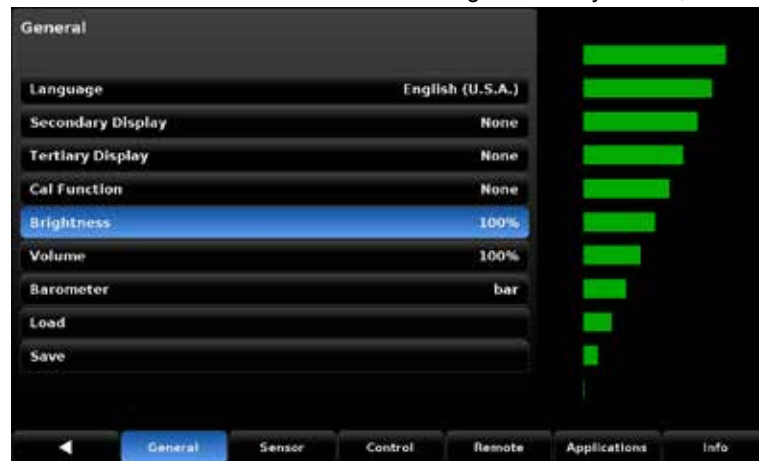 General
Language English (U.S.A.)
Secondary Display None
Tertiary Display None
Cal Function None
Brightness 100%
Volume 100%
Barometer bar
Load
Save
General Sensor Control Remote Applications Info